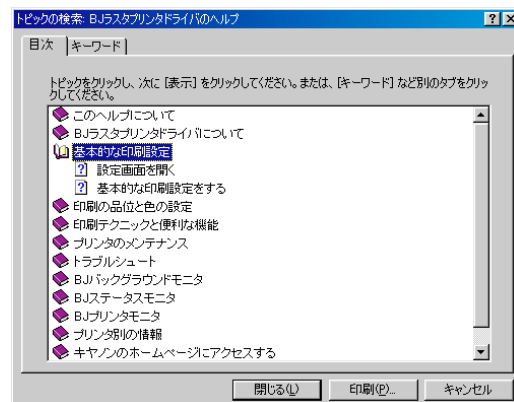 トピックの検索: BJラスタプリンタドライバのヘルプ
目次
キーワード
トピックをクリックし、次に [表示] をクリックしてください。または、[キーワード] など別のタブをクリッ
クしてください。
このヘルプについて
BJラスタプリンタドライバについて
基本的な印刷設定
設定画面を開く
基本的な印刷設定をする
印刷の品位と色の設定
印刷テクニックと便利な機能
プリンタのメンテナンス
トラブルシュート
BJバックグラウンドモニタ
BJステータスモニタ
BJプリンタモニタ
プリンタ別の情報
キヤノンのホームページにアクセスする
閉じる(L)
印刷(P)...
キャンセル